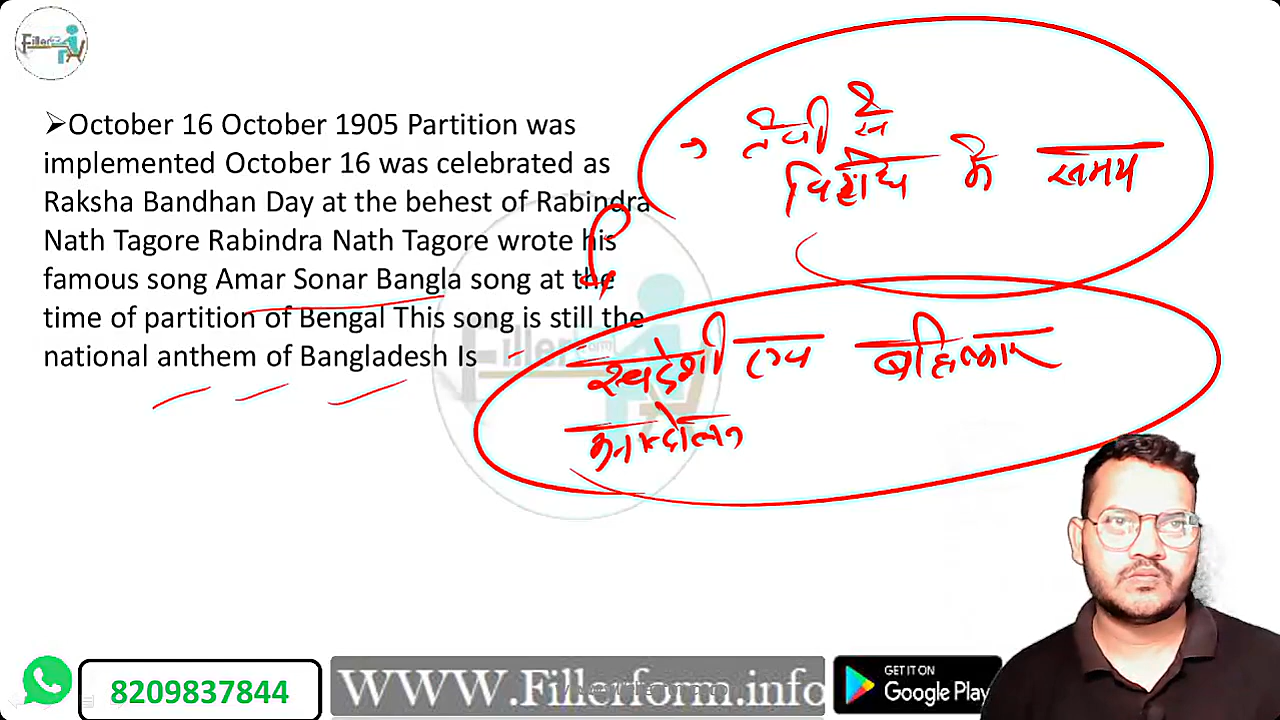 Fillerform
➤October 16 October 1905 Partition was
implemented October 16 was celebrated as
Raksha Bandhan Day at the behest of Rabindra
Nath Tagore Rabindra Nath Tagore wrote his
famous song Amar Sonar Bangla song at the
time of partition of Bengal This song is still the
national anthem of Bangladesh Is
विरोध के समय
स्वदेशी एवं बहिष्कार
आन्दोलन
8209837844
WWW.Fillerform.info
GET IT ON
Google Play